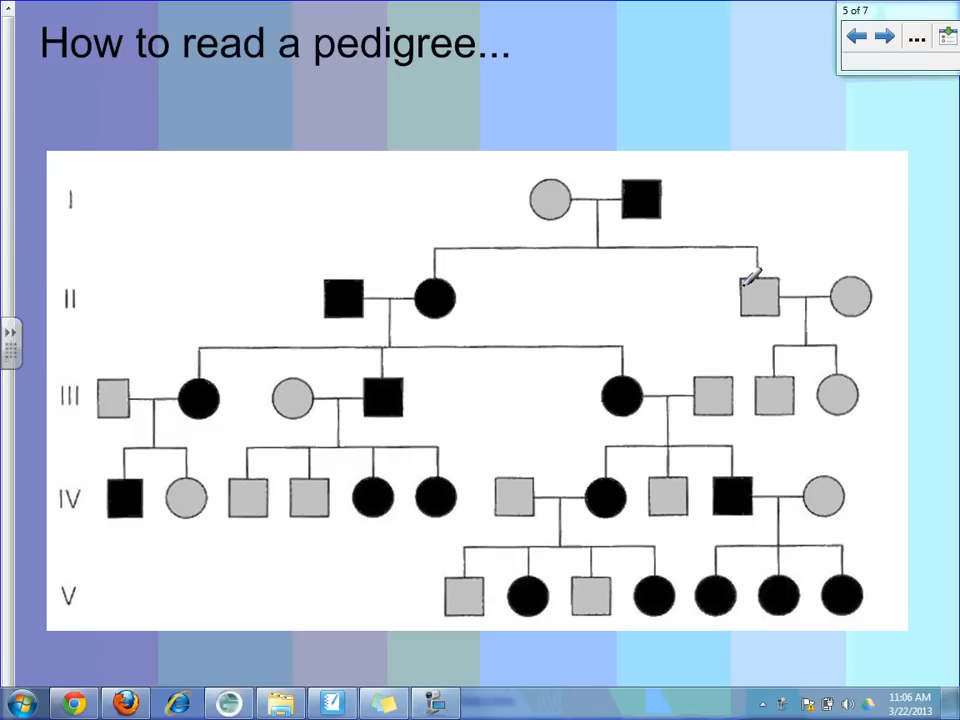 5 of 7
How to read a pedigree...
...
I
II
III
IV
V
11:06 AM
3/22/2013